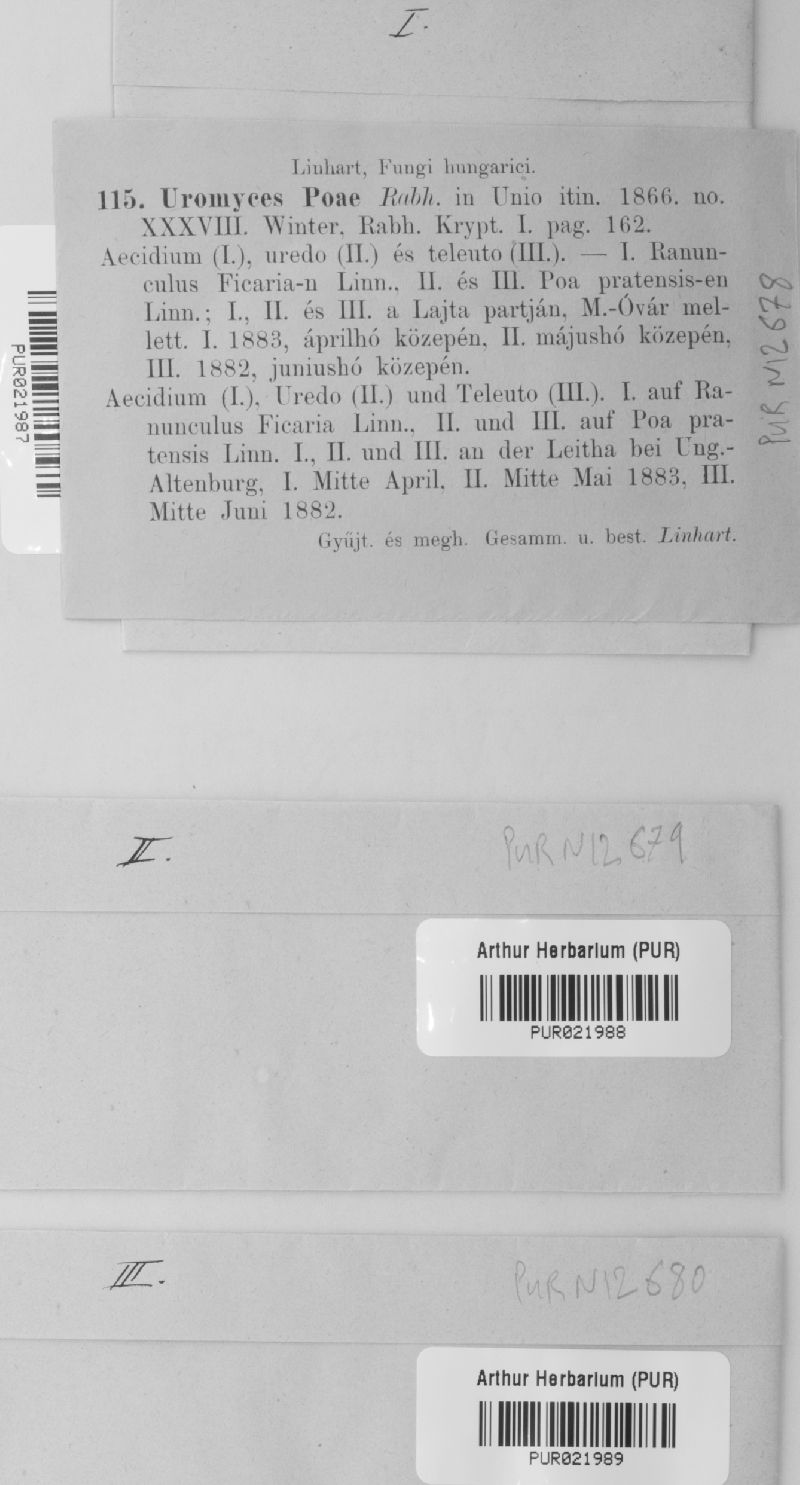 I.
Linhart, Fungi hungarici.
115. Uromyces Poae Rabh. in Unio itin. 1866. no.
XXXVIII. Winter, Rabh. Krypt. I. pag. 162.
Aecidium (I.), uredo (II.) és teleuto (III.). — I. Ranun-
culus Ficaria-n Linn., II. és III. Poa pratensis-en
Linn.; I., II. és III. a Lajta partján, M.-Óvár mel-
lett. I. 1883, áprilhó közepén, II. májushó közepén,
III. 1882, juniushó közepén.
Aecidium (I.), Uredo (II.) und Teleuto (III.). I. auf Ra-
nunculus Ficaria Linn., II. und III. auf Poa pra-
tensis Linn. I., II. und III. an der Leitha bei Ung.-
Altenburg, I. Mitte April, II. Mitte Mai 1883, III.
Mitte Juni 1882.
Gyűjt. és megh. Gesamm. u. best. Linhart.
PUR N12678
PUR021987
II.
PUR N12679
Arthur Herbarium (PUR)
PUR021988
III.
PUR N12680
Arthur Herbarium (PUR)
PUR021989